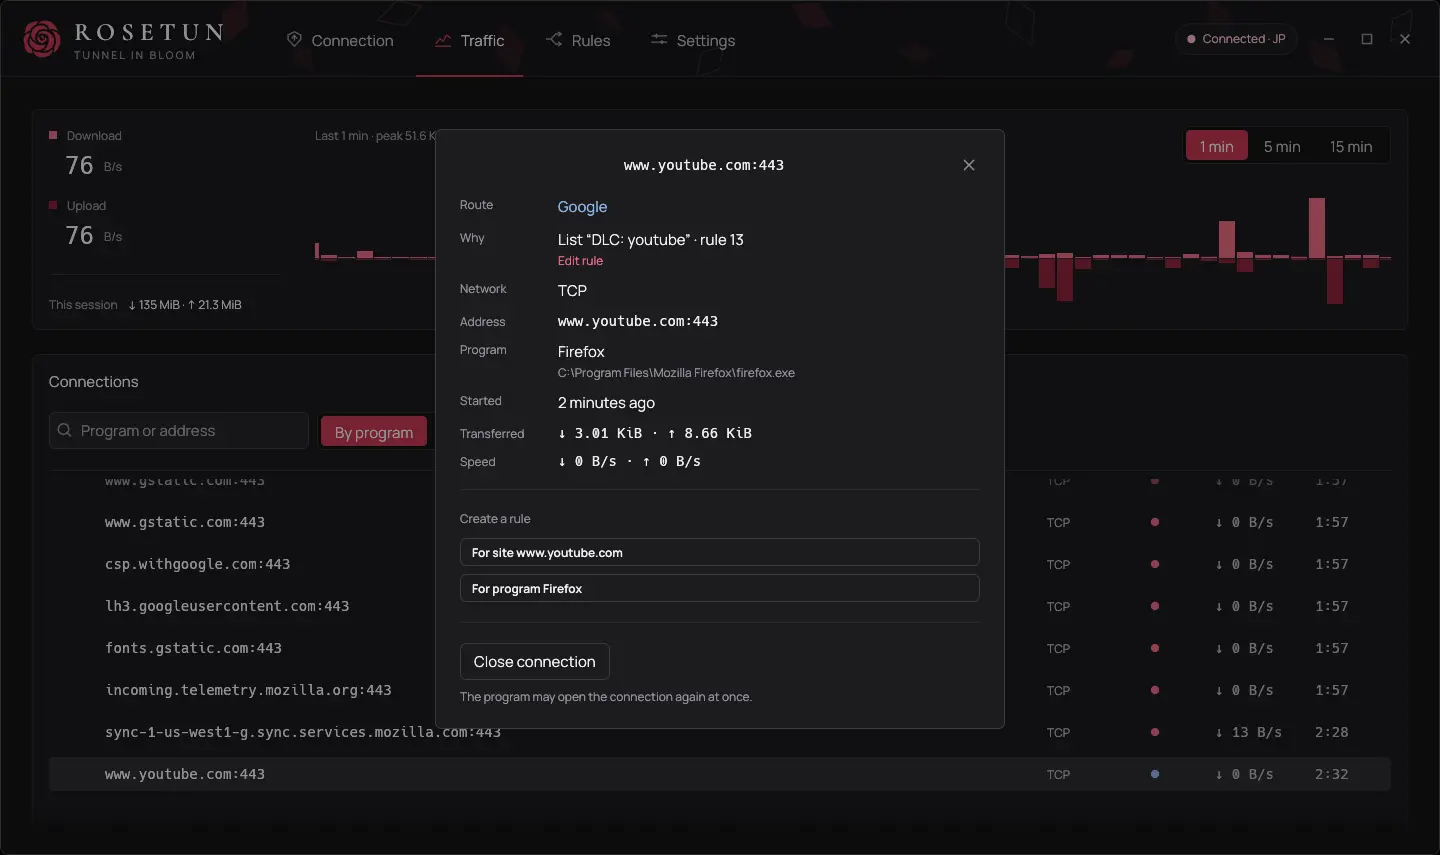 ROSETUN
TUNNEL IN BLOOM
Connection
Traffic
Rules
Settings
Connected · JP
Download
76 B/s
Upload
76 B/s
This session ↓ 135 MiB · ↑ 21.3 MiB
Last 1 min · peak 51.6 K
1 min
5 min
15 min
Connections
Program or address
By program
www.gstatic.com:443 TCP ↓ 0 B/s 1:57
www.gstatic.com:443 TCP ↓ 0 B/s 1:57
csp.withgoogle.com:443 TCP ↓ 0 B/s 1:57
lh3.googleusercontent.com:443 TCP ↓ 0 B/s 1:57
fonts.gstatic.com:443 TCP ↓ 0 B/s 1:57
incoming.telemetry.mozilla.org:443 TCP ↓ 0 B/s 1:57
sync-1-us-west1-g.sync.services.mozilla.com:443 TCP ↓ 13 B/s 2:28
www.youtube.com:443 TCP ↓ 0 B/s 2:32
www.youtube.com:443
Route Google
Why List “DLC: youtube” · rule 13
Edit rule
Network TCP
Address www.youtube.com:443
Program Firefox
C:\Program Files\Mozilla Firefox\firefox.exe
Started 2 minutes ago
Transferred ↓ 3.01 KiB · ↑ 8.66 KiB
Speed ↓ 0 B/s · ↑ 0 B/s
Create a rule
For site www.youtube.com
For program Firefox
Close connection
The program may open the connection again at once.